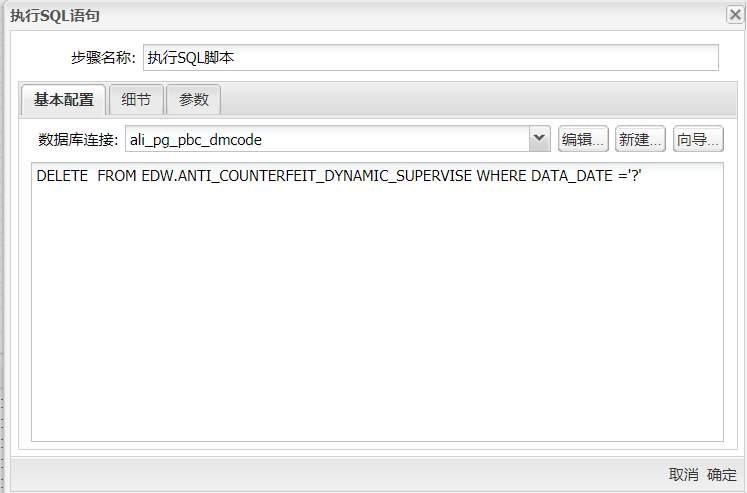 执行SQL语句
步骤名称: 执行SQL脚本
基本配置 细节 参数
数据库连接: ali_pg_pbc_dmcode 编辑... 新建... 向导...
DELETE  FROM EDW.ANTI_COUNTERFEIT_DYNAMIC_SUPERVISE WHERE DATA_DATE ='?'
取消 确定